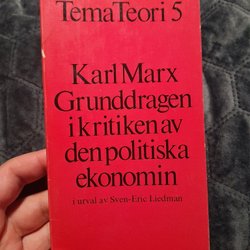 TemaTeori 5
Karl Marx
Grunddragen
i kritiken av
den politiska
ekonomin
i urval av Sven-Eric Liedman